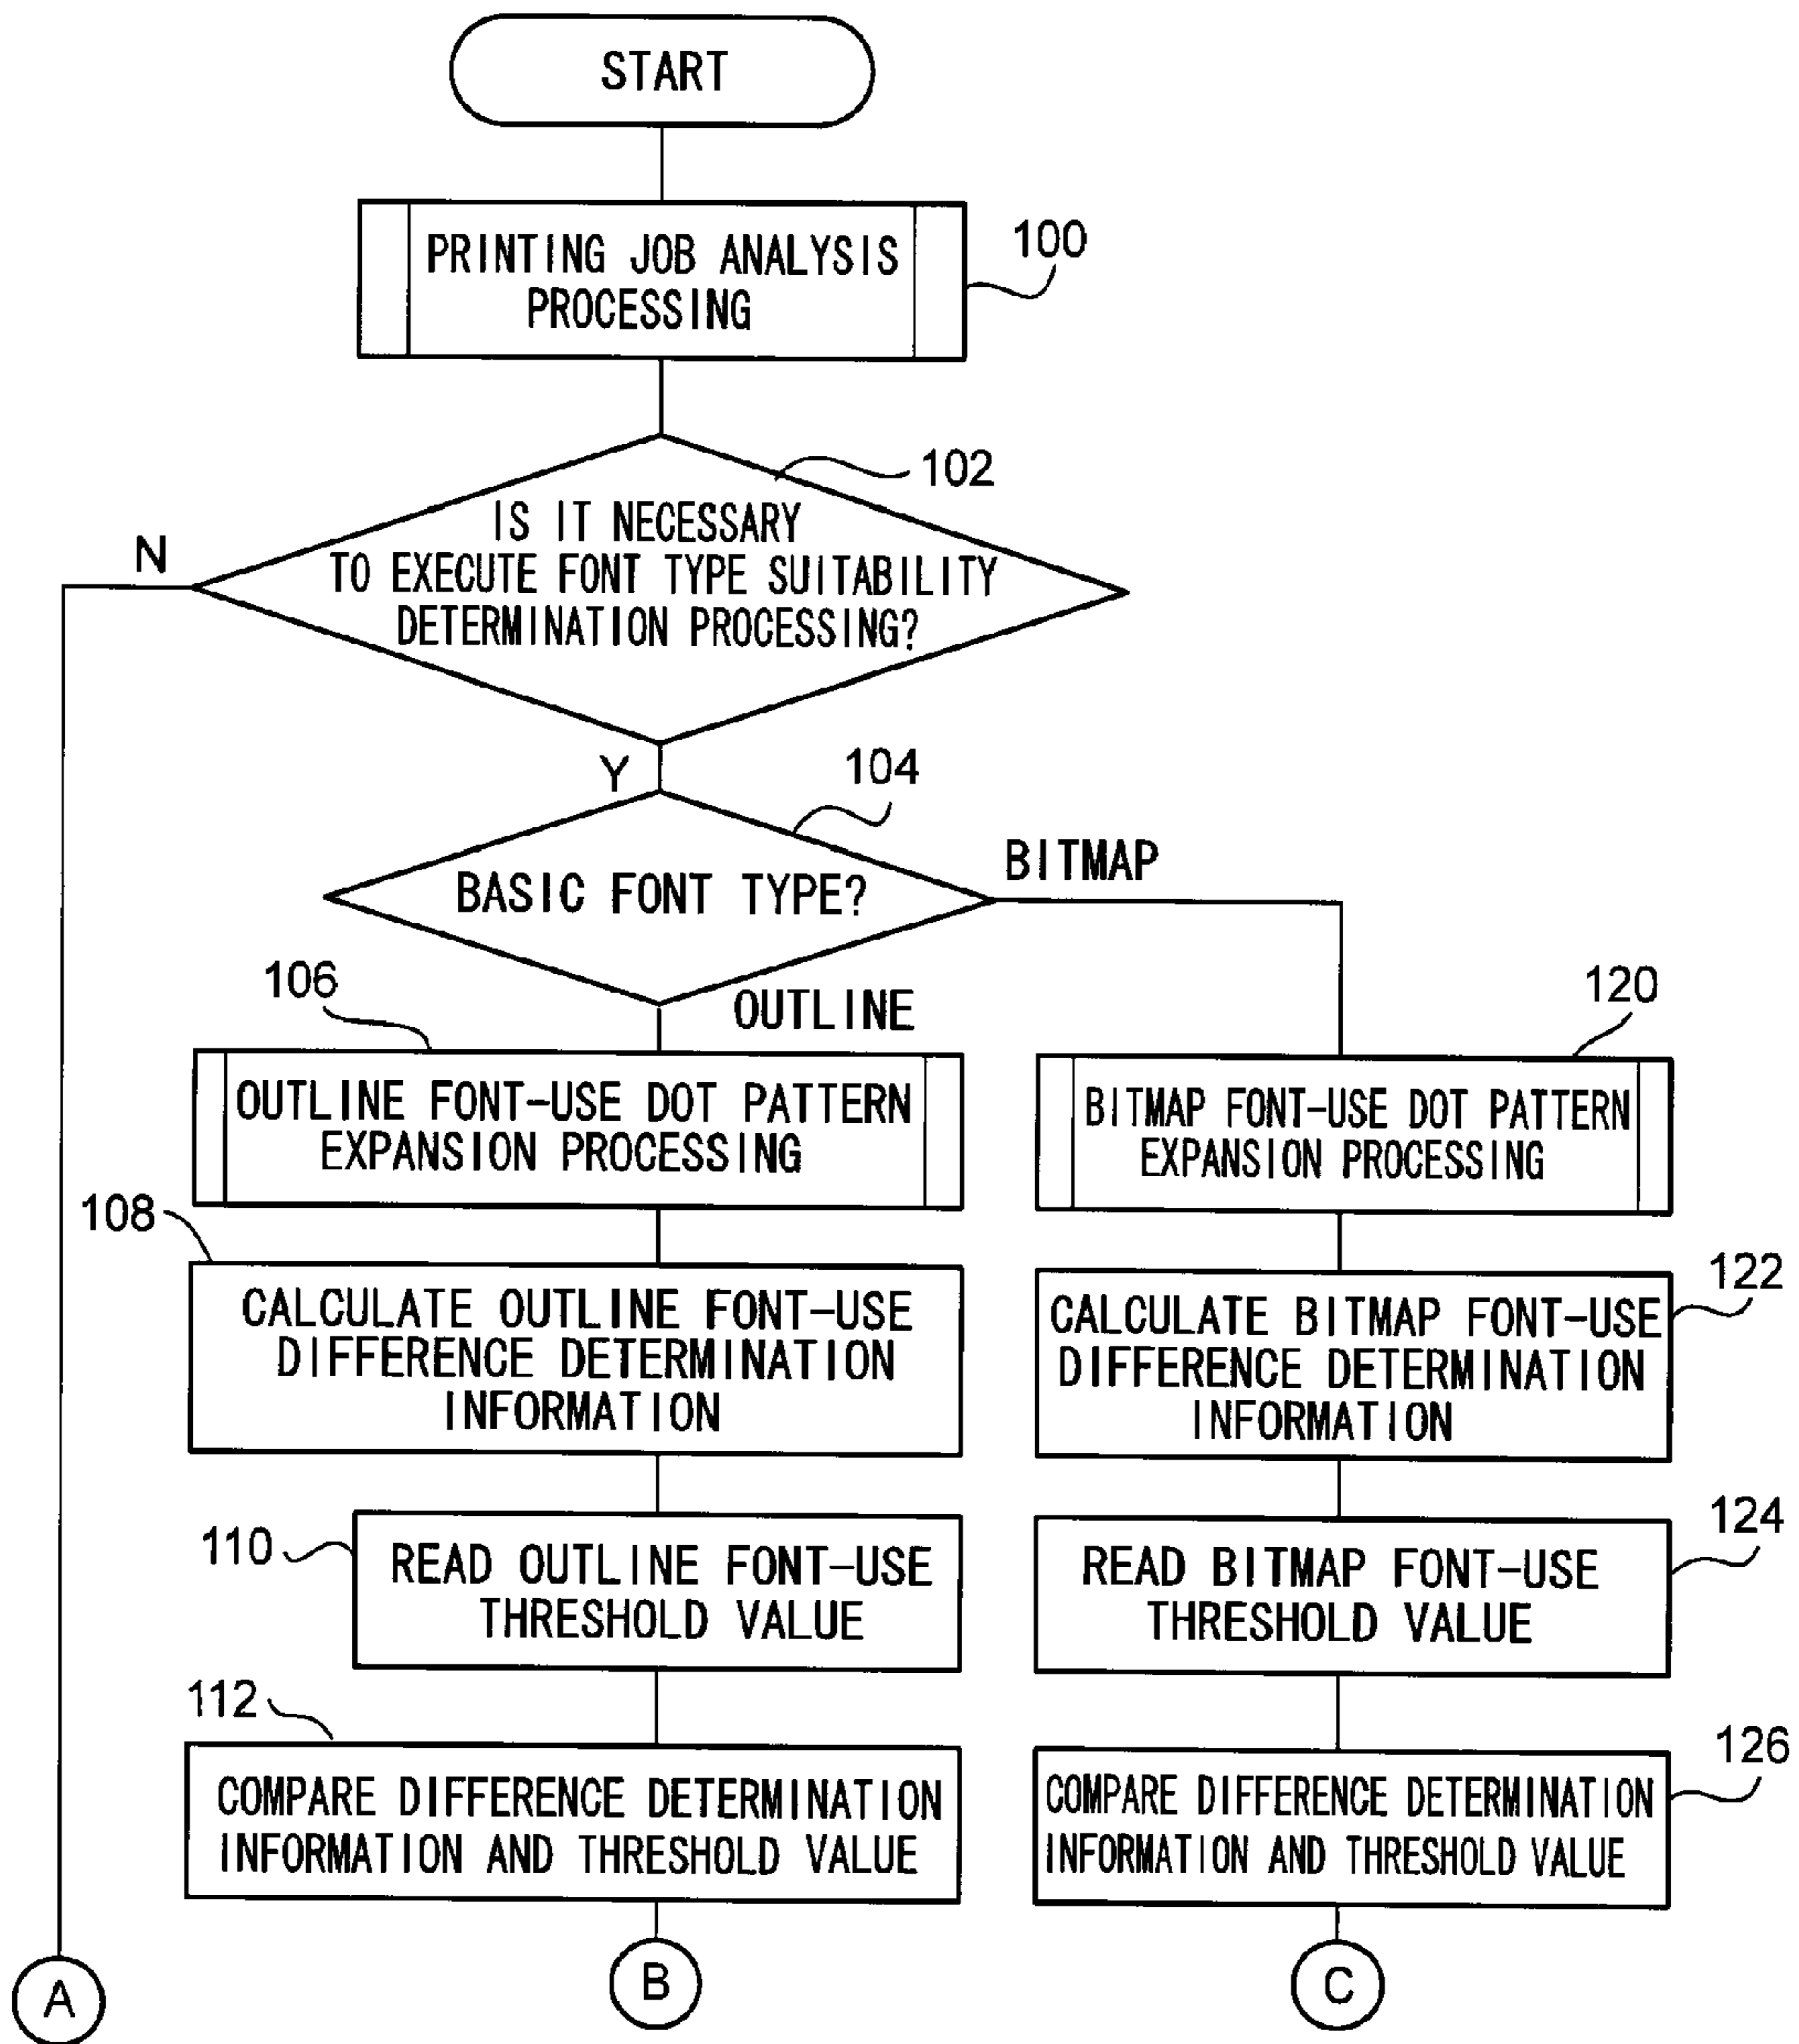 START
PRINTING JOB ANALYSIS
PROCESSING
100
102
IS IT NECESSARY
TO EXECUTE FONT TYPE SUITABILITY
DETERMINATION PROCESSING?
N
Y
104
BASIC FONT TYPE?
BITMAP
OUTLINE
106
OUTLINE FONT-USE DOT PATTERN
EXPANSION PROCESSING
108
CALCULATE OUTLINE FONT-USE
DIFFERENCE DETERMINATION
INFORMATION
110
READ OUTLINE FONT-USE
THRESHOLD VALUE
112
COMPARE DIFFERENCE DETERMINATION
INFORMATION AND THRESHOLD VALUE
120
BITMAP FONT-USE DOT PATTERN
EXPANSION PROCESSING
122
CALCULATE BITMAP FONT-USE
DIFFERENCE DETERMINATION
INFORMATION
124
READ BITMAP FONT-USE
THRESHOLD VALUE
126
COMPARE DIFFERENCE DETERMINATION
INFORMATION AND THRESHOLD VALUE
A
B
C